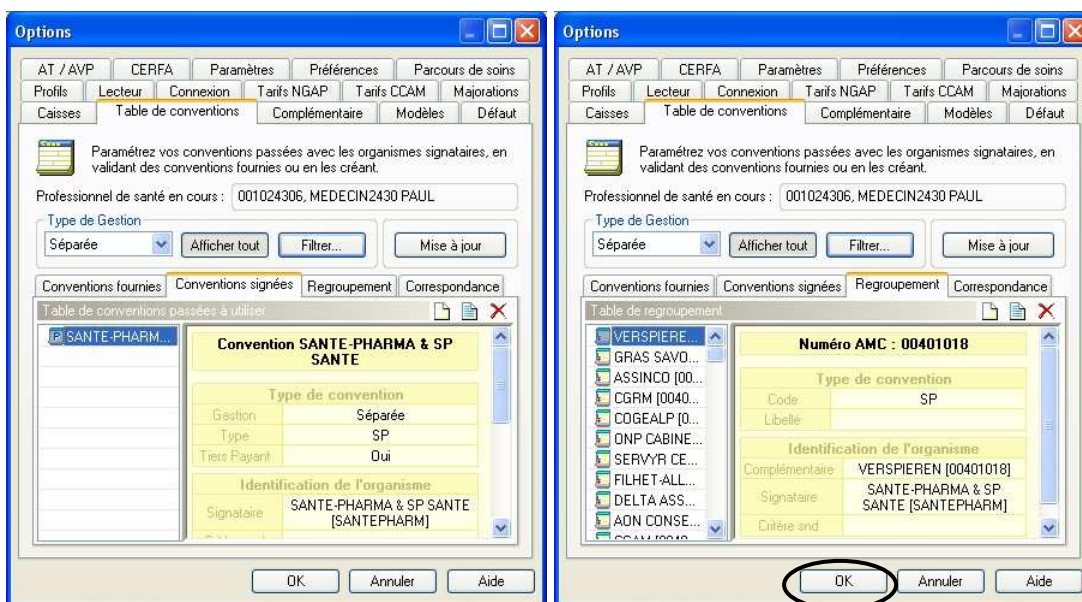 Options
AT / AVP CERFA Paramètres Préférences Parcours de soins
Profils Lecteur Connexion Tarifs NGAP Tarifs CCAM Majorations
Caisses Table de conventions Complémentaire Modèles Défaut
Paramétrez vos conventions passées avec les organismes signataires, en
validant des conventions fournies ou en les créant.
Professionnel de santé en cours : 001024306, MEDECIN2430 PAUL
Type de Gestion
Séparée Afficher tout Filtrer... Mise à jour
Conventions fournies Conventions signées Regroupement Correspondance
Table de conventions passées à utiliser
SANTE-PHARM...
Convention SANTE-PHARMA & SP
SANTE
Type de convention
Gestion Séparée
Type SP
Tiers Payant Oui
Identification de l'organisme
Signataire SANTE-PHARMA & SP SANTE
[SANTEPHARM]
OK Annuler Aide
Options
AT / AVP CERFA Paramètres Préférences Parcours de soins
Profils Lecteur Connexion Tarifs NGAP Tarifs CCAM Majorations
Caisses Table de conventions Complémentaire Modèles Défaut
Paramétrez vos conventions passées avec les organismes signataires, en
validant des conventions fournies ou en les créant.
Professionnel de santé en cours : 001024306, MEDECIN2430 PAUL
Type de Gestion
Séparée Afficher tout Filtrer... Mise à jour
Conventions fournies Conventions signées Regroupement Correspondance
Table de regroupement
VERSPIERE...
GRAS SAVO...
ASSINCO [00...
CGRM [0040...
COGEALP [0...
ONP CABINE...
SERVYR CE...
FILHET-ALL...
DELTA ASS...
AON CONSE...
Numéro AMC : 00401018
Type de convention
Code SP
Libellé
Identification de l'organisme
Complémentaire VERSPIEREN [00401018]
Signataire SANTE-PHARMA & SP
SANTE [SANTEPHARM]
Critère snd
OK Annuler Aide